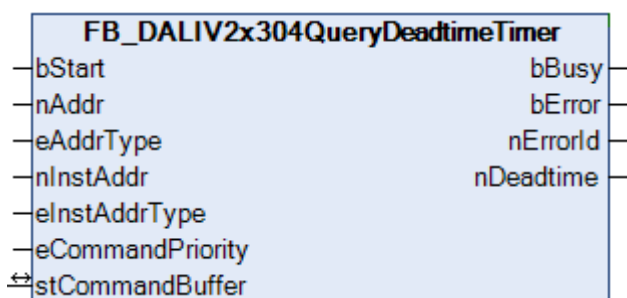 FB_DALIV2x304QueryDeadtimeTimer
bStart bBusy
nAddr bError
eAddrType nErrorId
nInstAddr nDeadtime
eInstAddrType
eCommandPriority
stCommandBuffer